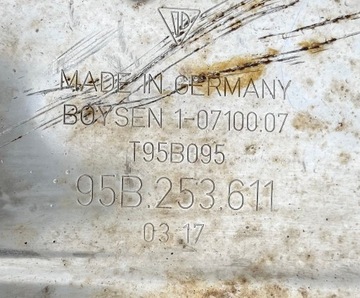 MADE IN GERMANY
BOYSEN 1-07100.07
T95B095
95B.253.611
03 17